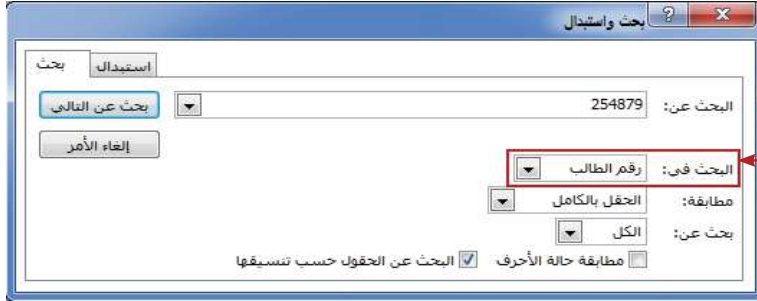 بحث واستبدال
بحث استبدال
البحث عن: 254879 بحث عن التالي
إلغاء الأمر
البحث في: رقم الطالب
مطابقة: الحقل بالكامل
بحث عن: الكل
مطابقة حالة الأحرف البحث عن الحقول حسب تنسيقها